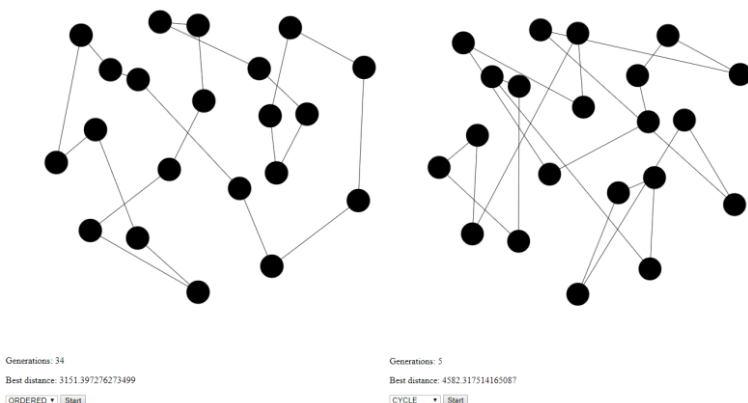 Generations: 34
Best distance: 3151.397276273499
ORDERED Start
Generations: 5
Best distance: 4582.317514165087
CYCLE Start